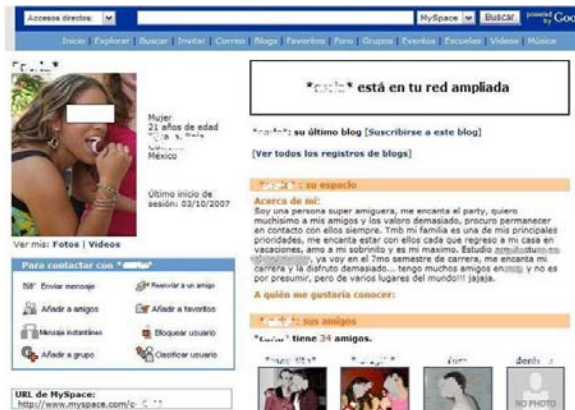 Accesos directos:
MySpace
Buscar
powered by Goo
Inicio | Explorar | Buscar | Invitar | Correo | Blogs | Favoritos | Foro | Grupos | Eventos | Escuelas | Videos | Música
Mujer
21 años de edad
México
Último inicio de
sesión: 03/10/2007
Ver mis: Fotos | Videos
Para contactar con
Enviar mensaje
Reenviar a un amigo
Añadir a amigos
Añadir a favoritos
Mensaje instantáneo
Bloquear usuario
Añadir a grupo
Clasificar usuario
URL de MySpace:
http://www.myspace.com/c
está en tu red ampliada
: su último blog [Suscribirse a este blog]
[Ver todos los registros de blogs]
: su espacio
Acerca de mí:
Soy una persona super amiguera, me encanta el party, quiero
muchisimo a mis amigos y los valoro demasiado, procuro permanecer
en contacto con ellos siempre. Tmb mi familia es una de mis principales
prioridades, me encanta estar con ellos cada que regreso a mi casa en
vacaciones, amo a mi sobrinito y es mi maximo. Estudio
, ya voy en el 7mo semestre de carrera, me encanta mi
carrera y la disfruto demasiado... tengo muchos amigos en y no es
por presumir, pero de varios lugares del mundo!!! jajaja.
A quién me gustaría conocer:
: sus amigos
tiene 34 amigos.
NO PHOTO